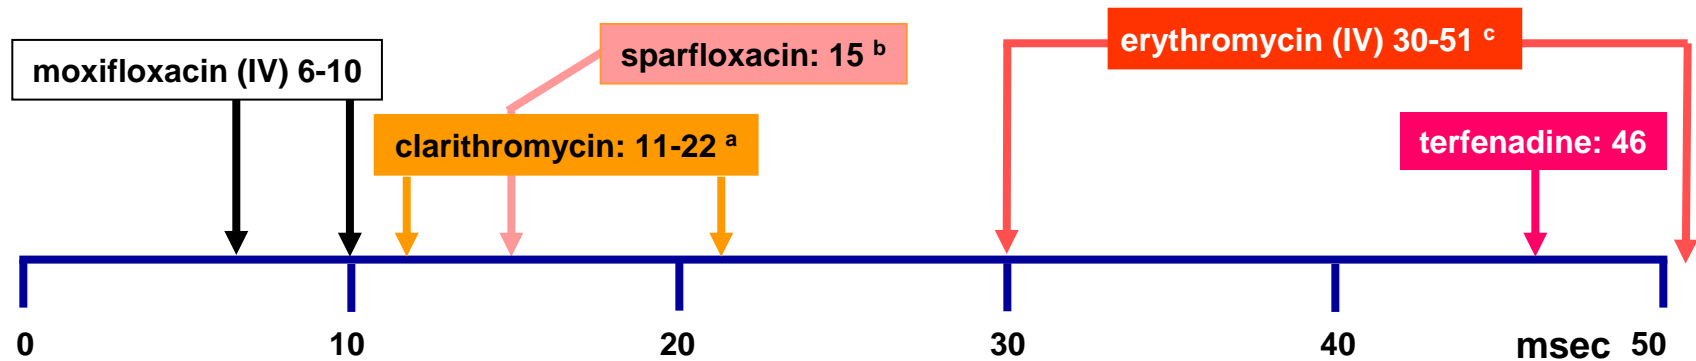 moxifloxacin (IV) 6-10
sparfloxacin: 15 b
erythromycin (IV) 30-51 c
clarithromycin: 11-22 a
terfenadine: 46
0 10 20 30 40 msec 50